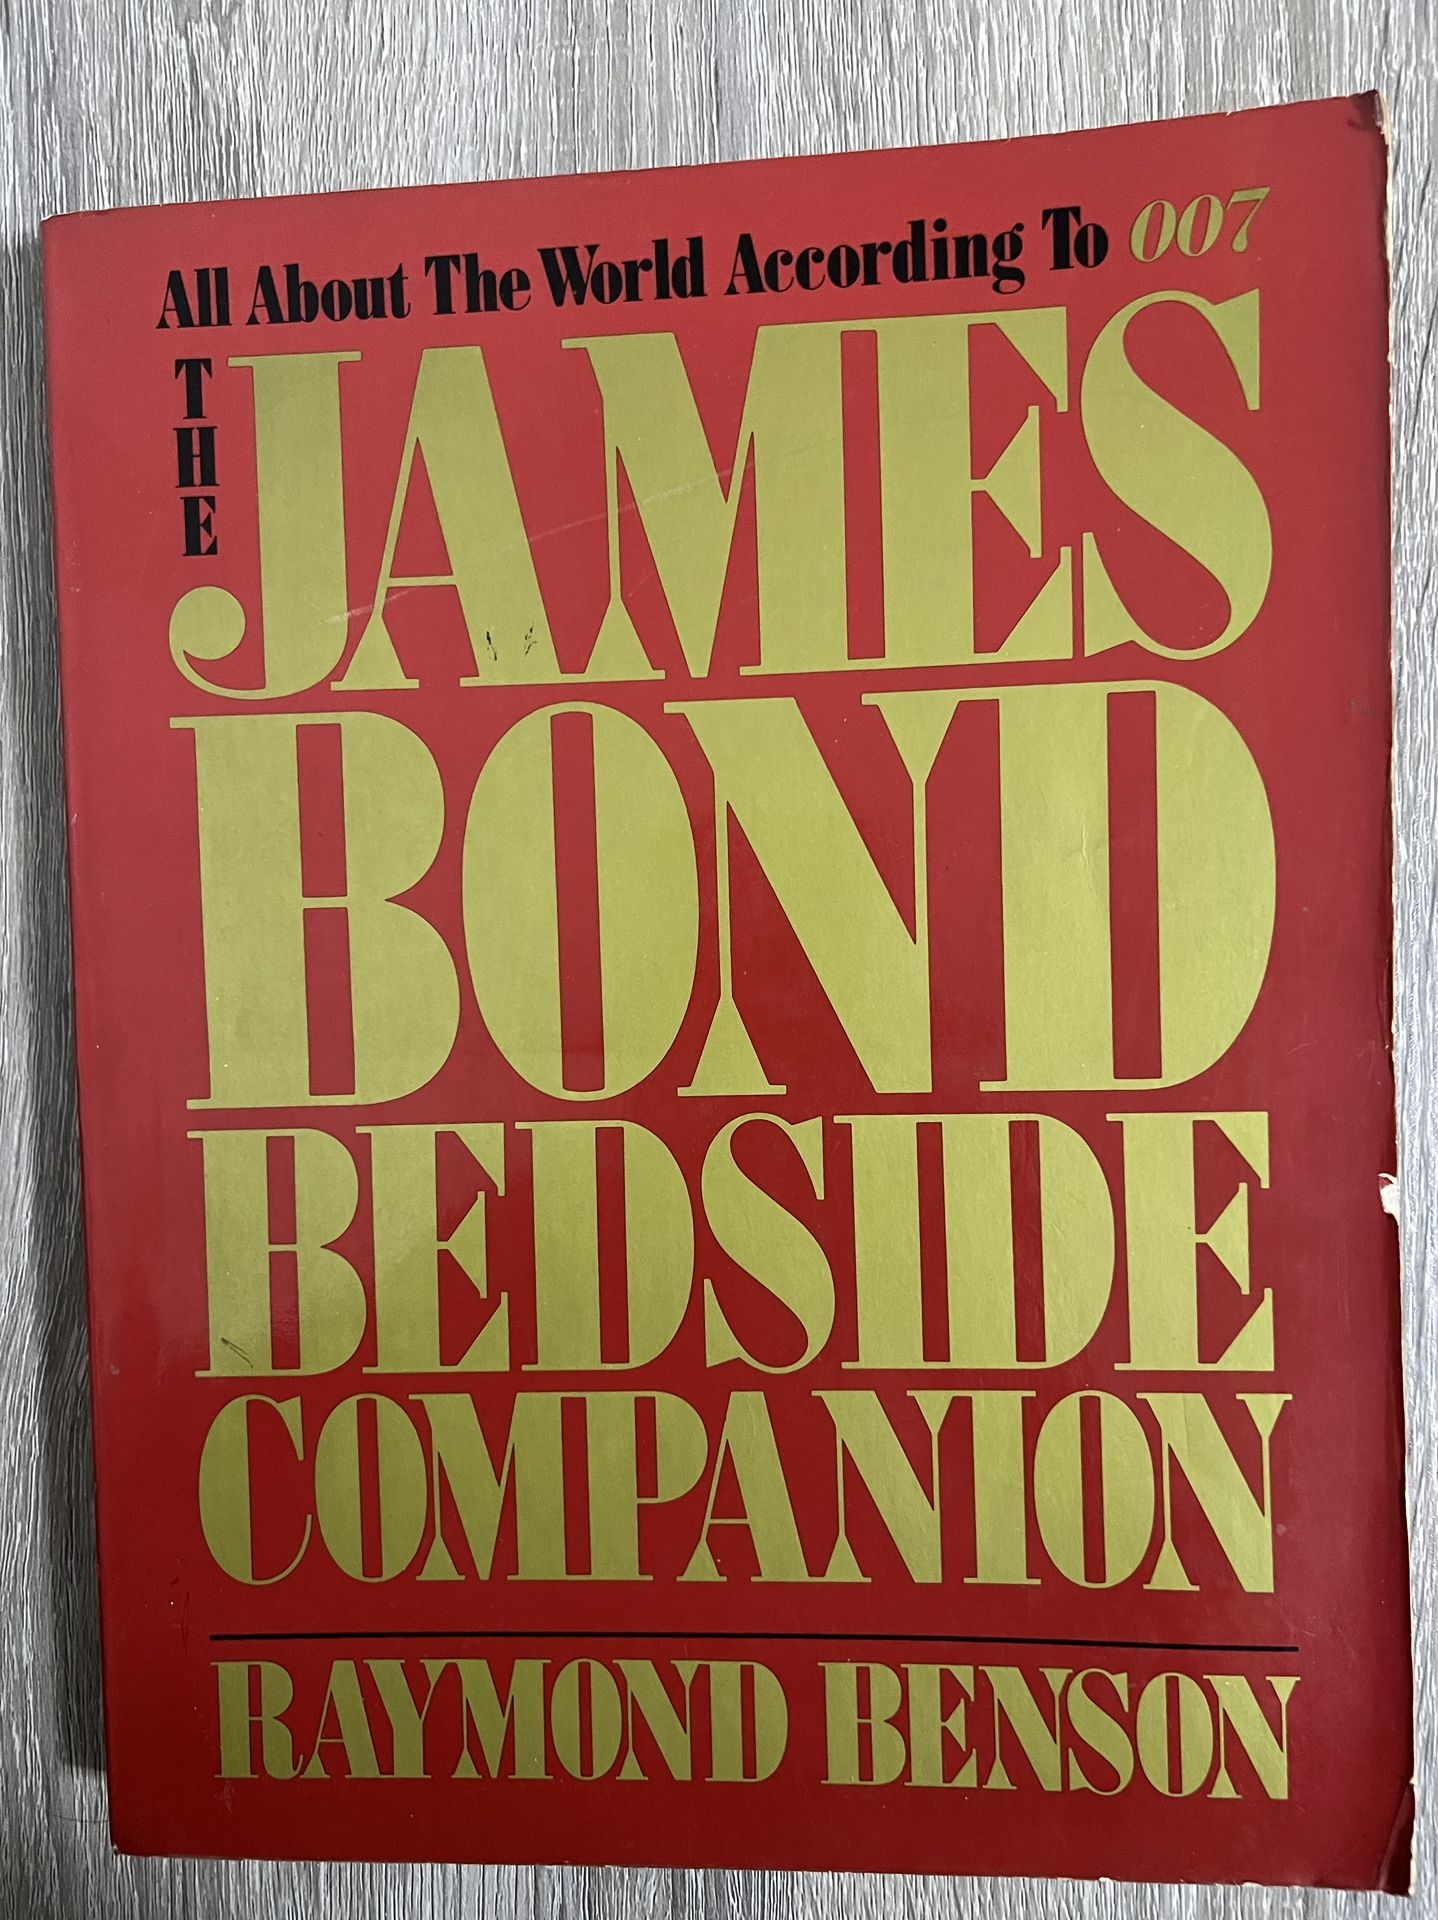 All About The World According To 007
THE
JAMES
BOND
BEDSIDE
COMPANION
RAYMOND BENSON